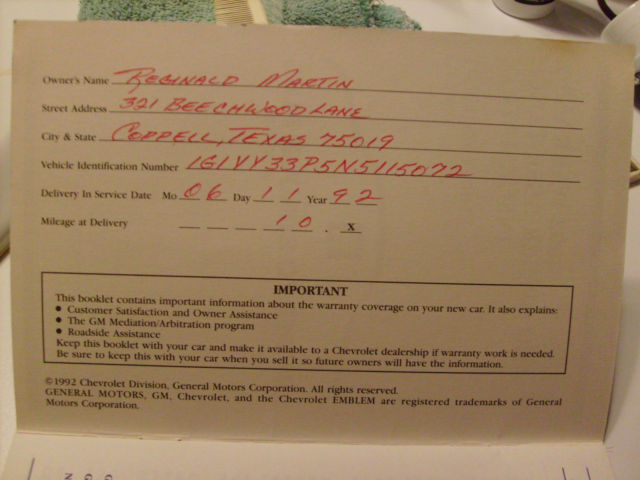 Owner's Name REGINALD MARTIN
Street Address 321 BEECHWOOD LANE
City & State COPPELL, TEXAS 75019
Vehicle Identification Number 1G1YY33P5N5115072
Delivery In Service Date Mo 06 Day 11 Year 92
Mileage at Delivery 10 . X
IMPORTANT
This booklet contains important information about the warranty coverage on your new car. It also explains:
● Customer Satisfaction and Owner Assistance
● The GM Mediation/Arbitration program
● Roadside Assistance
Keep this booklet with your car and make it available to a Chevrolet dealership if warranty work is needed.
Be sure to keep this with your car when you sell it so future owners will have the information.
©1992 Chevrolet Division, General Motors Corporation. All rights reserved.
GENERAL MOTORS, GM, Chevrolet, and the Chevrolet EMBLEM are registered trademarks of General
Motors Corporation.